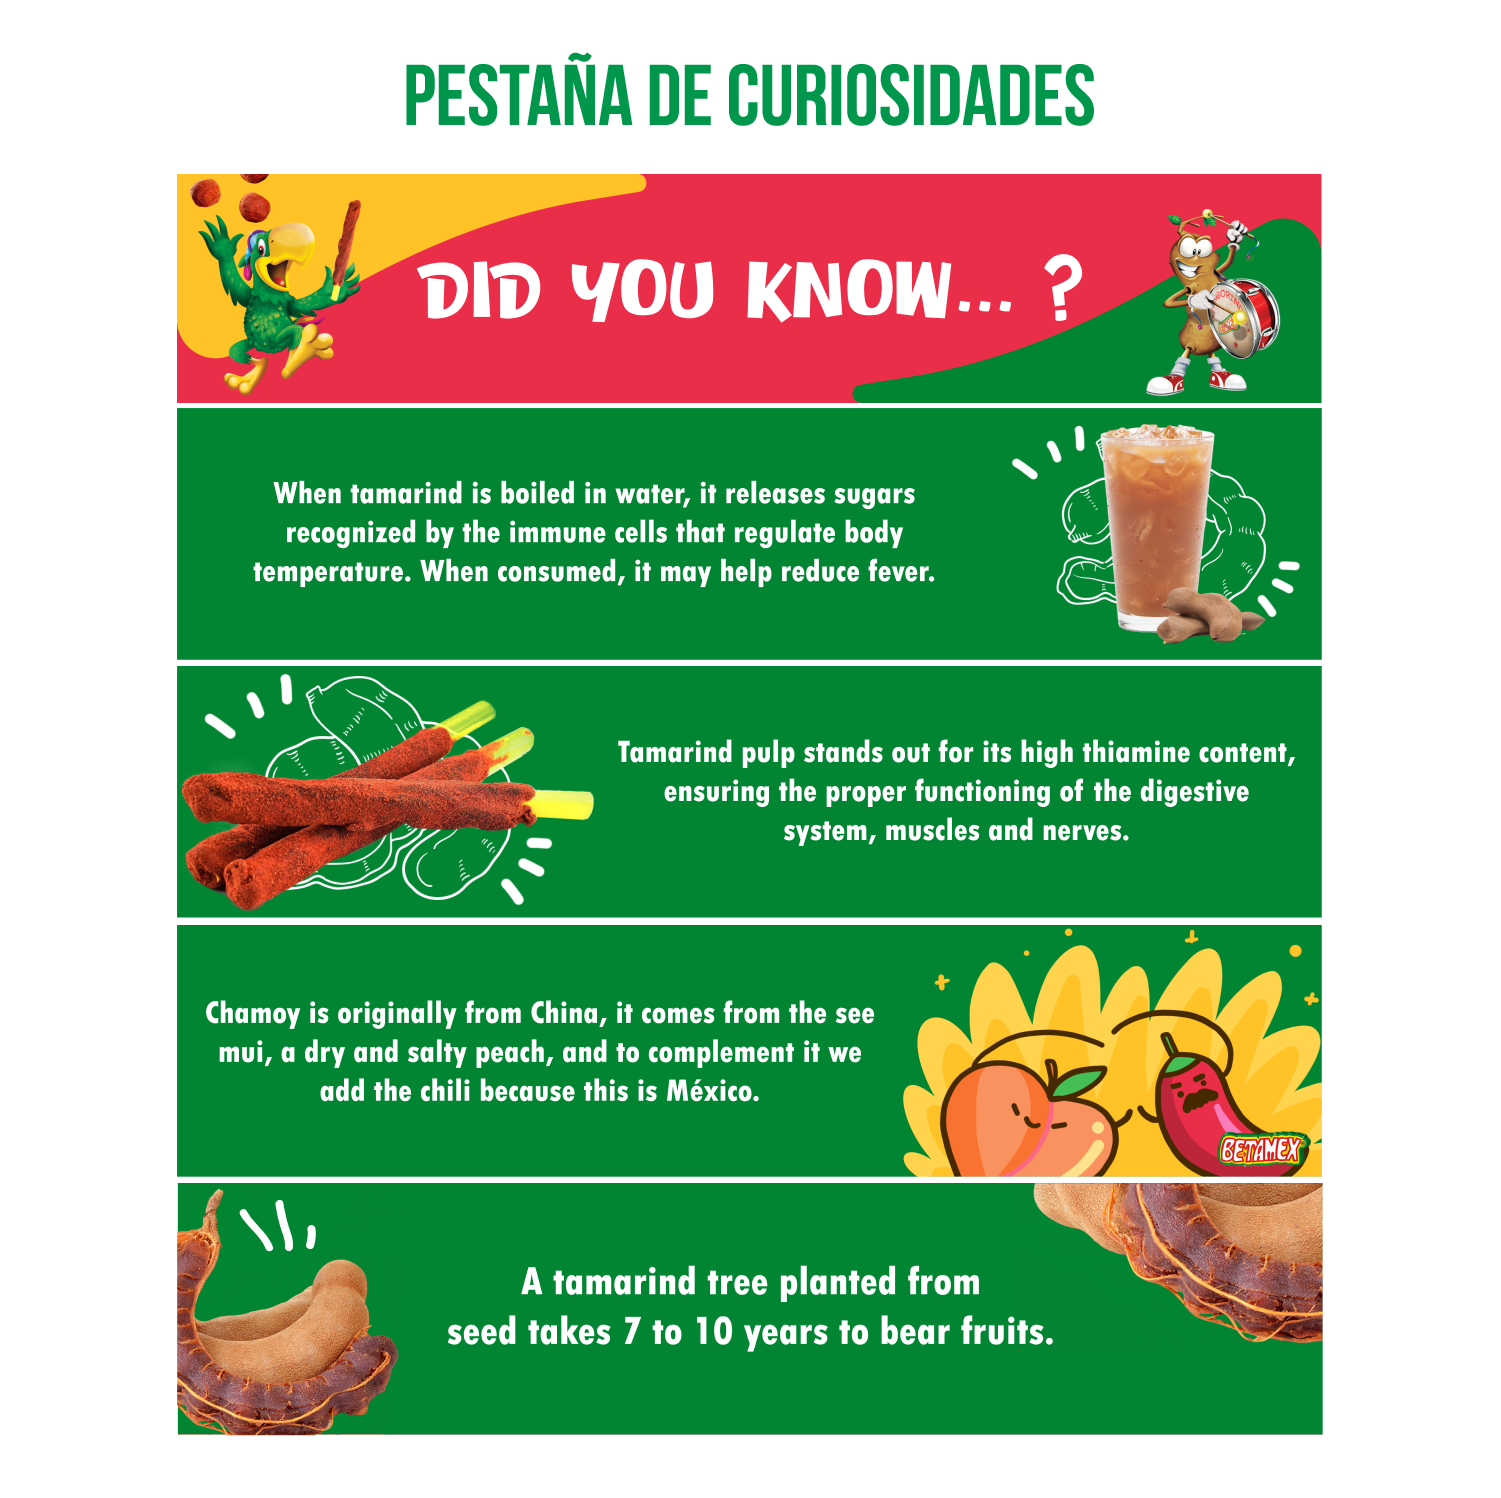 PESTAÑA DE CURIOSIDADES
DID YOU KNOW... ?
When tamarind is boiled in water, it releases sugars
recognized by the immune cells that regulate body
temperature. When consumed, it may help reduce fever.
Tamarind pulp stands out for its high thiamine content,
ensuring the proper functioning of the digestive
system, muscles and nerves.
Chamoy is originally from China, it comes from the see
mui, a dry and salty peach, and to complement it we
add the chili because this is México.
BETAMEX
A tamarind tree planted from
seed takes 7 to 10 years to bear fruits.